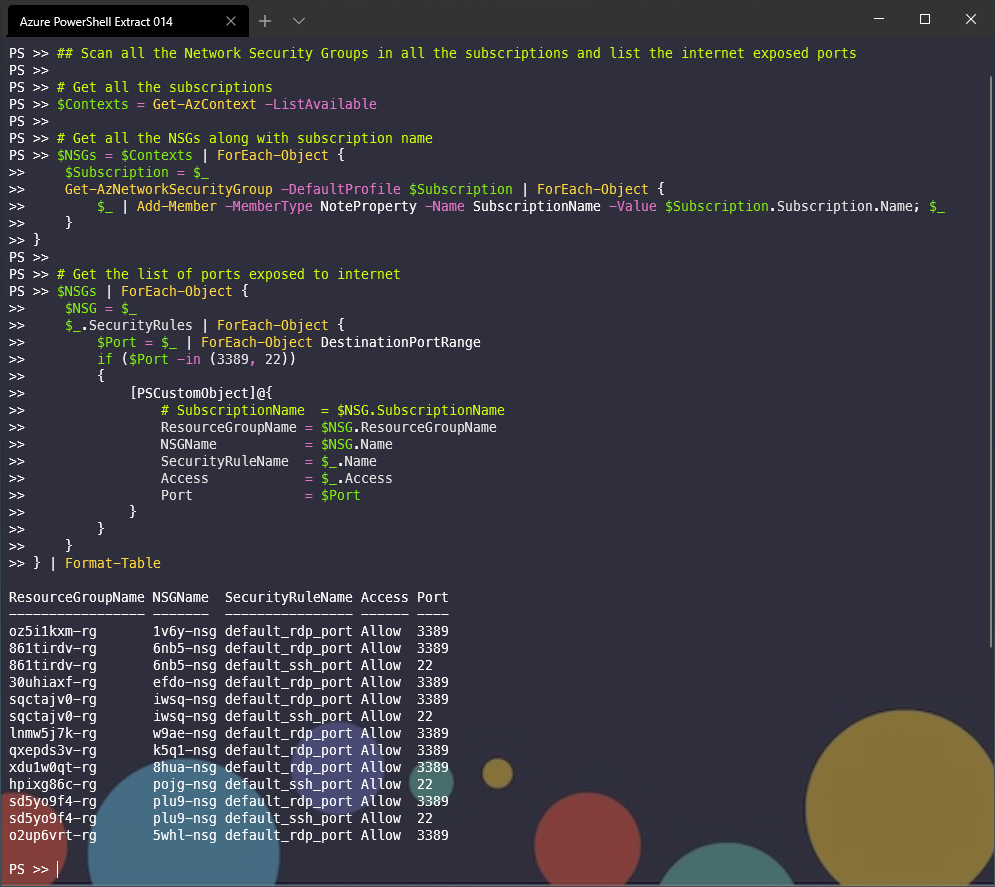 Azure PowerShell Extract 014
PS >> ## Scan all the Network Security Groups in all the subscriptions and list the internet exposed ports
PS >>
PS >> # Get all the subscriptions
PS >> $Contexts = Get-AzContext -ListAvailable
PS >>
PS >> # Get all the NSGs along with subscription name
PS >> $NSGs = $Contexts | ForEach-Object {
>>     $Subscription = $_
>>     Get-AzNetworkSecurityGroup -DefaultProfile $Subscription | ForEach-Object {
>>         $_ | Add-Member -MemberType NoteProperty -Name SubscriptionName -Value $Subscription.Subscription.Name; $_
>>     }
>> }
PS >>
PS >> # Get the list of ports exposed to internet
PS >> $NSGs | ForEach-Object {
>>     $NSG = $_
>>     $_.SecurityRules | ForEach-Object {
>>         $Port = $_ | ForEach-Object DestinationPortRange
>>         if ($Port -in (3389, 22))
>>         {
>>             [PSCustomObject]@{
>>                 # SubscriptionName  = $NSG.SubscriptionName
>>                 ResourceGroupName = $NSG.ResourceGroupName
>>                 NSGName           = $NSG.Name
>>                 SecurityRuleName  = $_.Name
>>                 Access            = $_.Access
>>                 Port              = $Port
>>             }
>>         }
>>     }
>> } | Format-Table
ResourceGroupName NSGName  SecurityRuleName Access Port
----------------- -------  ---------------- ------ ----
oz5i1kxm-rg       1v6y-nsg default_rdp_port Allow  3389
861tirdv-rg       6nb5-nsg default_rdp_port Allow  3389
861tirdv-rg       6nb5-nsg default_ssh_port Allow  22
30uhiaxf-rg       efdo-nsg default_rdp_port Allow  3389
sqctajv0-rg       iwsq-nsg default_rdp_port Allow  3389
sqctajv0-rg       iwsq-nsg default_ssh_port Allow  22
lnmw5j7k-rg       w9ae-nsg default_rdp_port Allow  3389
qxepds3v-rg       k5q1-nsg default_rdp_port Allow  3389
xdu1w0qt-rg       8hua-nsg default_rdp_port Allow  3389
hpixg86c-rg       pojg-nsg default_ssh_port Allow  22
sd5yo9f4-rg       plu9-nsg default_rdp_port Allow  3389
sd5yo9f4-rg       plu9-nsg default_ssh_port Allow  22
o2up6vrt-rg       5whl-nsg default_rdp_port Allow  3389
PS >>